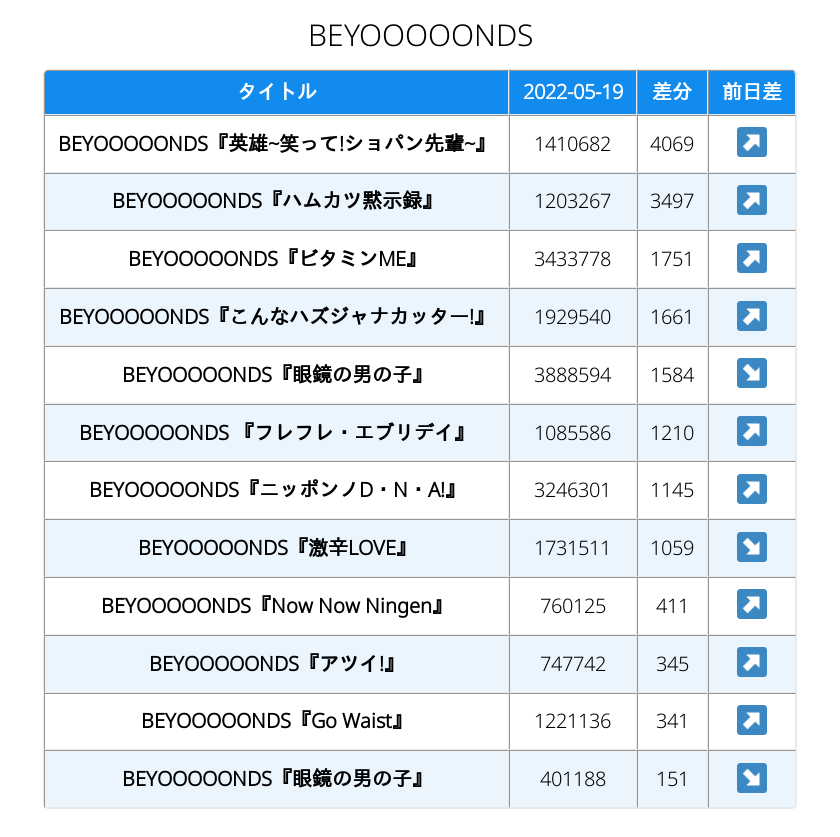 BEYOOOOONDS
タイトル 2022-05-19 差分 前日差
BEYOOOOONDS『英雄~笑って!ショパン先輩~』 1410682 4069 ↗
BEYOOOOONDS『ハムカツ黙示録』 1203267 3497 ↗
BEYOOOOONDS『ビタミンME』 3433778 1751 ↗
BEYOOOOONDS『こんなハズジャナカッター!』 1929540 1661 ↗
BEYOOOOONDS『眼鏡の男の子』 3888594 1584 ↘
BEYOOOOONDS 『フレフレ・エブリデイ』 1085586 1210 ↗
BEYOOOOONDS『ニッポンノD・N・A!』 3246301 1145 ↗
BEYOOOOONDS『激辛LOVE』 1731511 1059 ↘
BEYOOOOONDS『Now Now Ningen』 760125 411 ↗
BEYOOOOONDS『アツイ!』 747742 345 ↗
BEYOOOOONDS『Go Waist』 1221136 341 ↗
BEYOOOOONDS『眼鏡の男の子』 401188 151 ↘